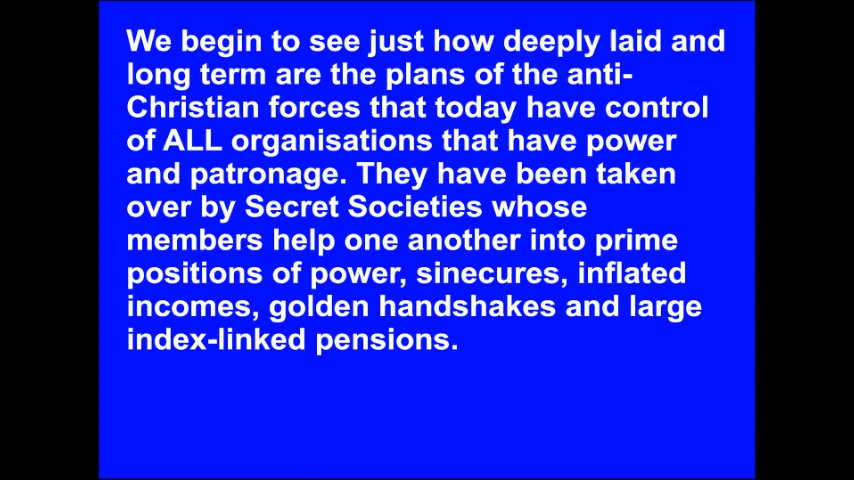 We begin to see just how deeply laid and
long term are the plans of the anti-
Christian forces that today have control
of ALL organisations that have power
and patronage. They have been taken
over by Secret Societies whose
members help one another into prime
positions of power, sinecures, inflated
incomes, golden handshakes and large
index-linked pensions.